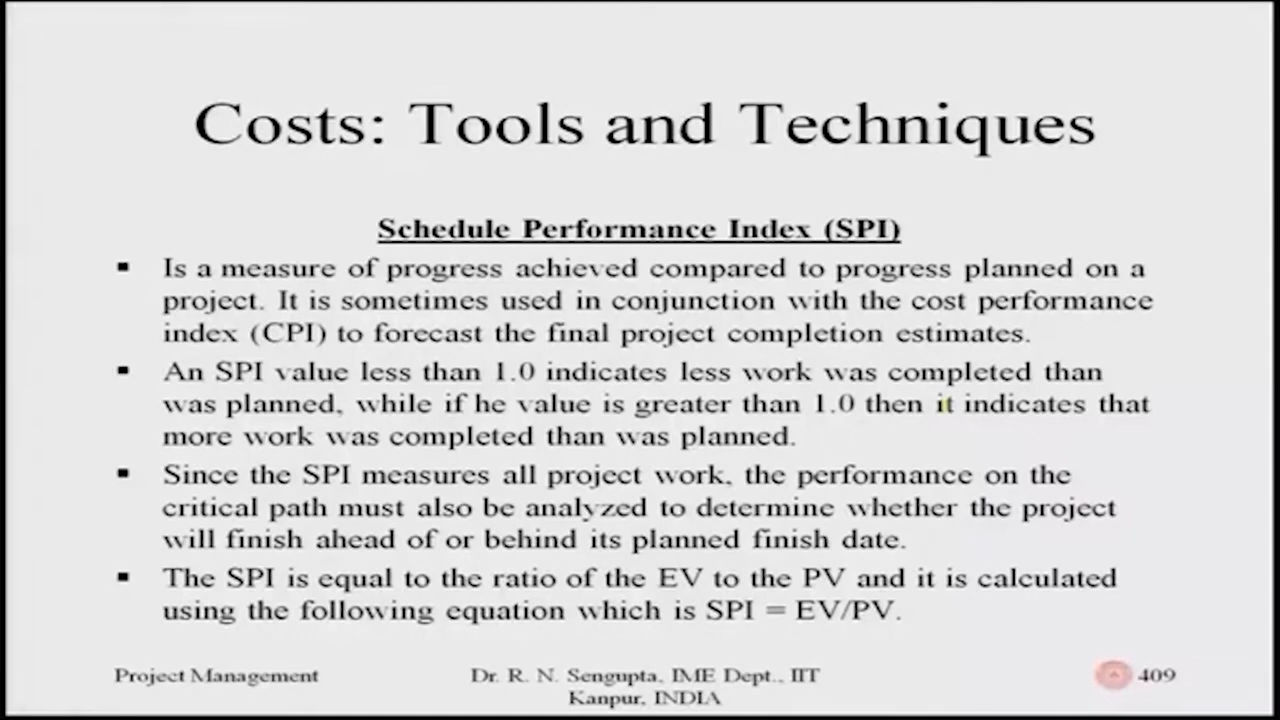 Costs: Tools and Techniques
Schedule Performance Index (SPI)
▪ Is a measure of progress achieved compared to progress planned on a
project. It is sometimes used in conjunction with the cost performance
index (CPI) to forecast the final project completion estimates.
▪ An SPI value less than 1.0 indicates less work was completed than
was planned, while if he value is greater than 1.0 then it indicates that
more work was completed than was planned.
▪ Since the SPI measures all project work, the performance on the
critical path must also be analyzed to determine whether the project
will finish ahead of or behind its planned finish date.
▪ The SPI is equal to the ratio of the EV to the PV and it is calculated
using the following equation which is SPI = EV/PV.
Project Management
Dr. R. N. Sengupta, IME Dept., IIT
Kanpur, INDIA
409